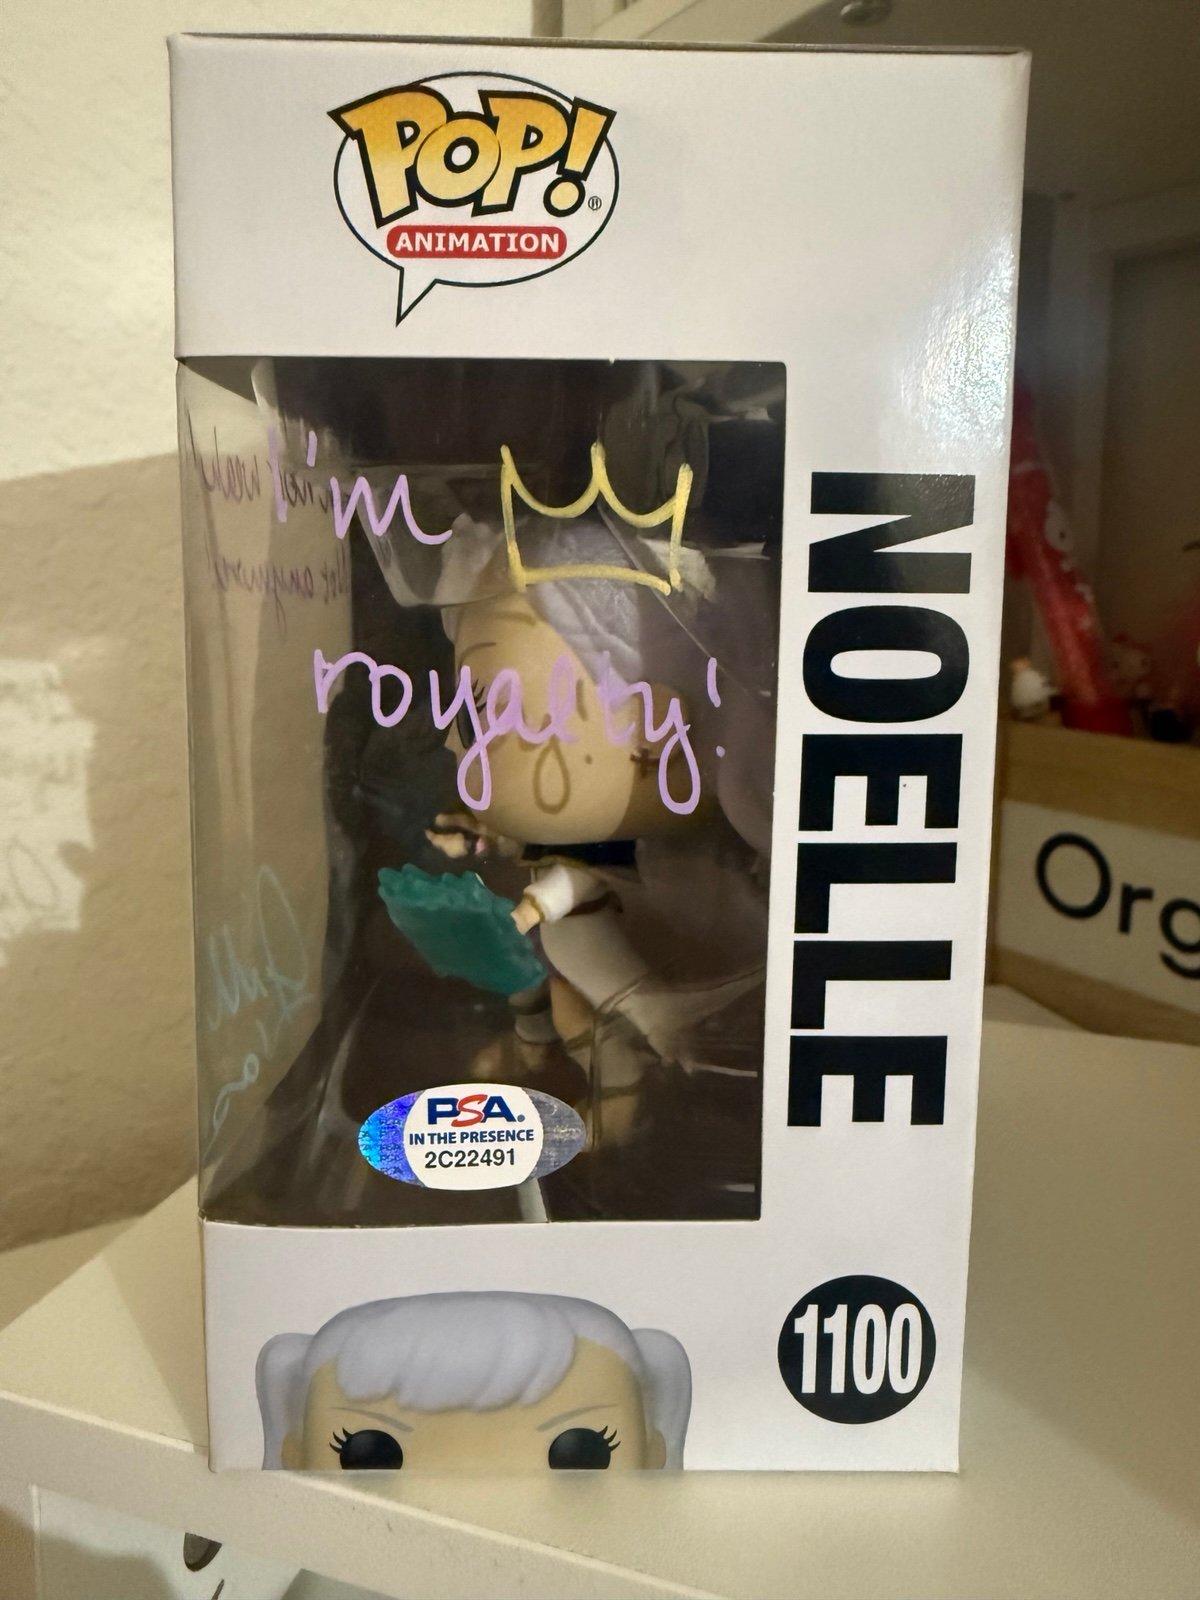 POP!®
ANIMATION
I'm
royalty!
NOELLE
PSA®
IN THE PRESENCE
2C22491
1100
Org